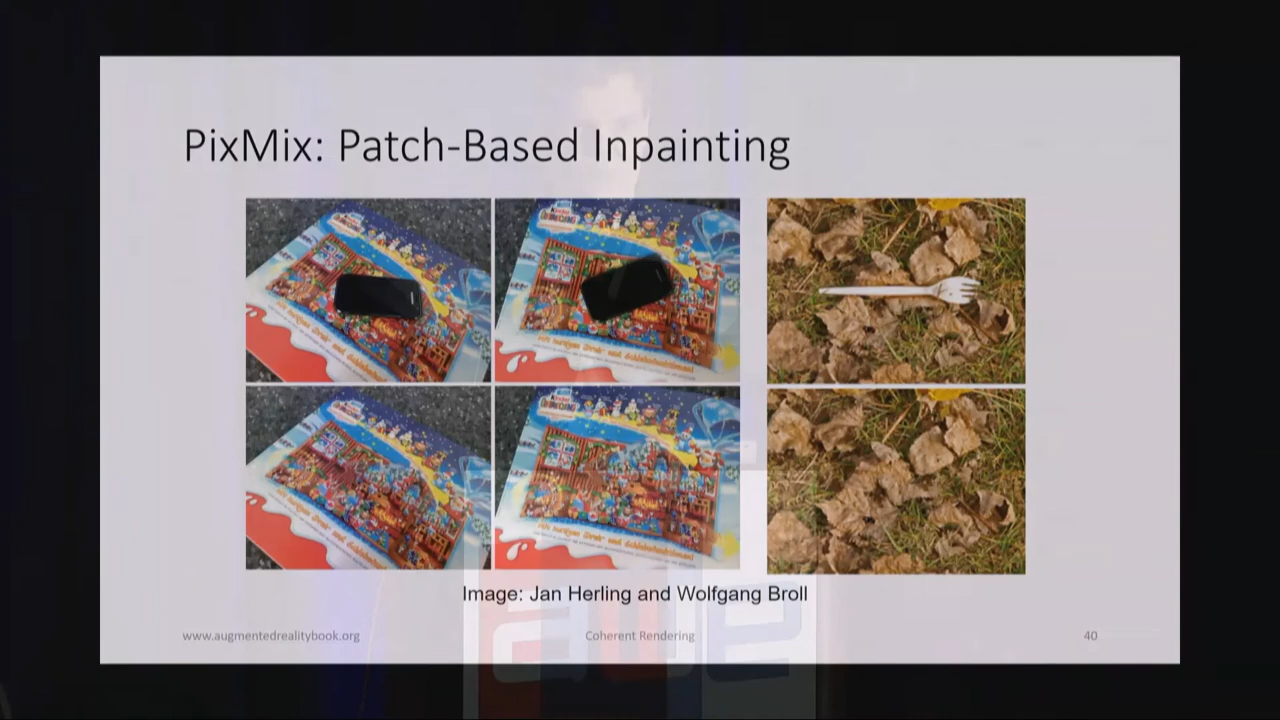 PixMix: Patch-Based Inpainting
Image: Jan Herling and Wolfgang Broll
www.augmentedrealitybook.org
Coherent Rendering
40